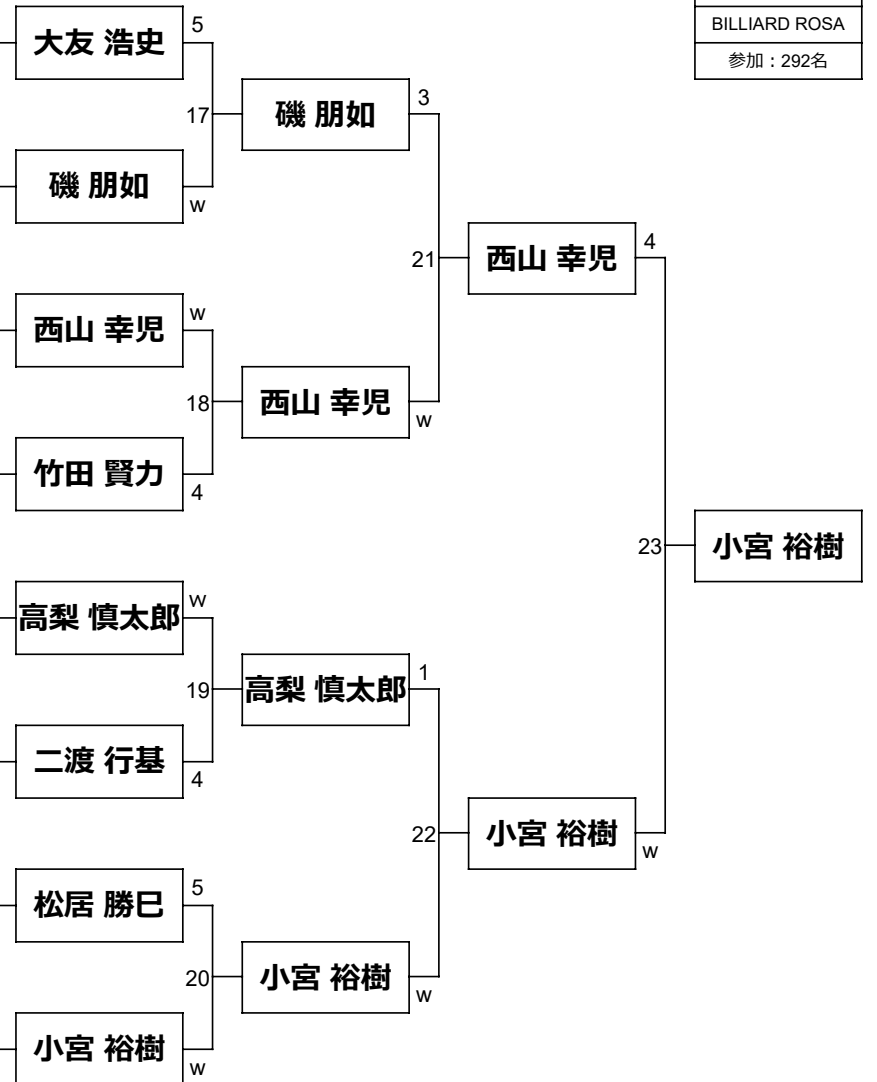 BILLIARD ROSA
参加：292名
大友 浩史
5
17
磯 朋如
3
磯 朋如
w
21
西山 幸児
4
西山 幸児
w
18
西山 幸児
w
竹田 賢力
4
23
小宮 裕樹
高梨 慎太郎
w
19
高梨 慎太郎
1
二渡 行基
4
22
小宮 裕樹
w
松居 勝巳
5
20
小宮 裕樹
w
小宮 裕樹
w